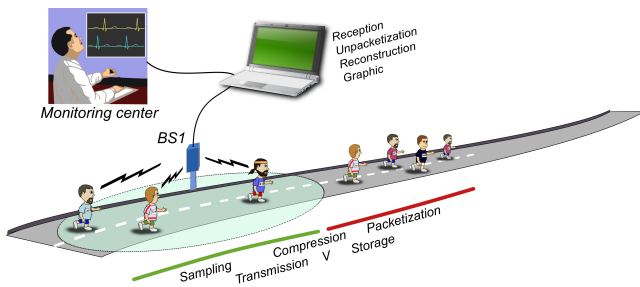 Reception
Unpacketization
Reconstruction
Graphic
Monitoring center
BS1
Sampling Compression Packetization
Transmission V Storage